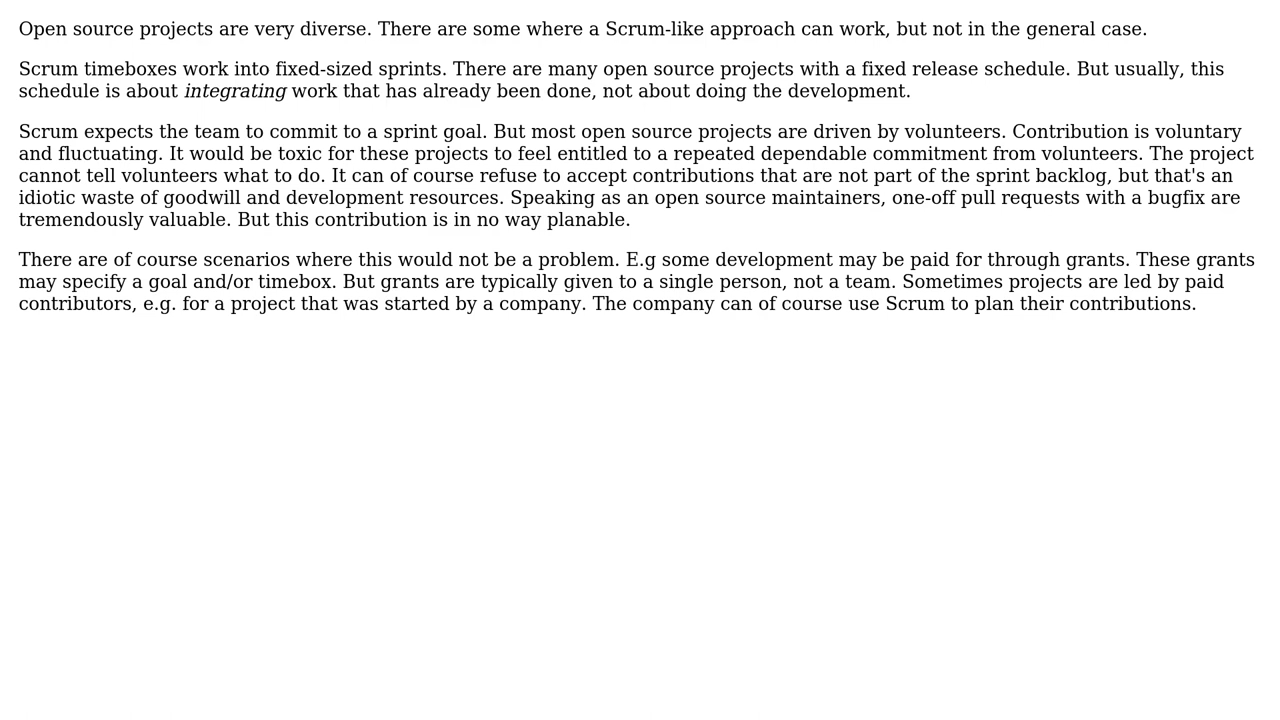 Open source projects are very diverse. There are some where a Scrum-like approach can work, but not in the general case.
Scrum timeboxes work into fixed-sized sprints. There are many open source projects with a fixed release schedule. But usually, this
schedule is about integrating work that has already been done, not about doing the development.
Scrum expects the team to commit to a sprint goal. But most open source projects are driven by volunteers. Contribution is voluntary
and fluctuating. It would be toxic for these projects to feel entitled to a repeated dependable commitment from volunteers. The project
cannot tell volunteers what to do. It can of course refuse to accept contributions that are not part of the sprint backlog, but that's an
idiotic waste of goodwill and development resources. Speaking as an open source maintainers, one-off pull requests with a bugfix are
tremendously valuable. But this contribution is in no way planable.
There are of course scenarios where this would not be a problem. E.g some development may be paid for through grants. These grants
may specify a goal and/or timebox. But grants are typically given to a single person, not a team. Sometimes projects are led by paid
contributors, e.g. for a project that was started by a company. The company can of course use Scrum to plan their contributions.